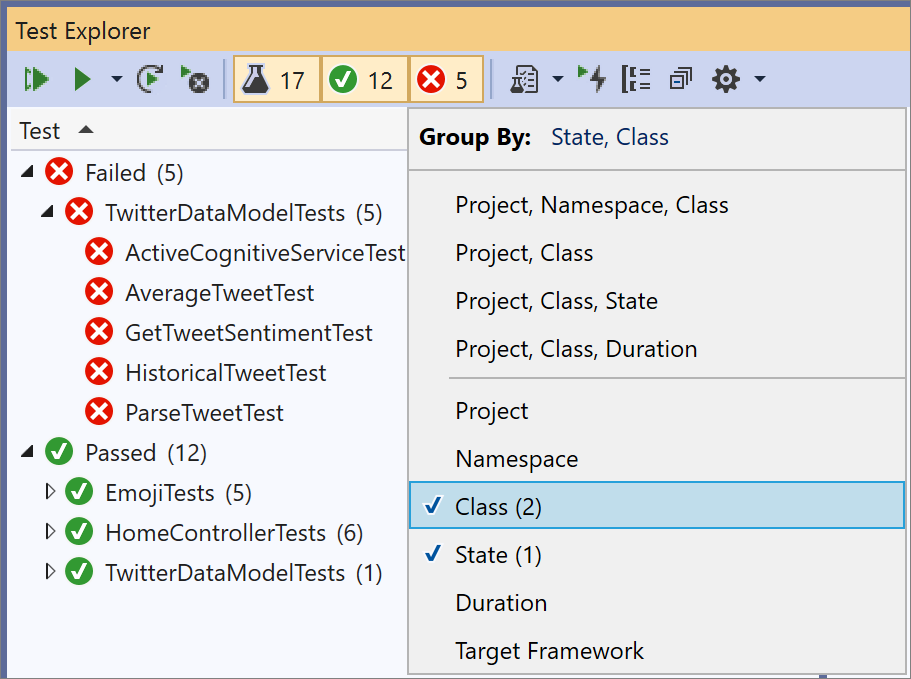 Test Explorer
17 12 5
Test
Failed (5)
TwitterDataModelTests (5)
ActiveCognitiveServiceTest
AverageTweetTest
GetTweetSentimentTest
HistoricalTweetTest
ParseTweetTest
Passed (12)
EmojiTests (5)
HomeControllerTests (6)
TwitterDataModelTests (1)
Group By: State, Class
Project, Namespace, Class
Project, Class
Project, Class, State
Project, Class, Duration
Project
Namespace
Class (2)
State (1)
Duration
Target Framework